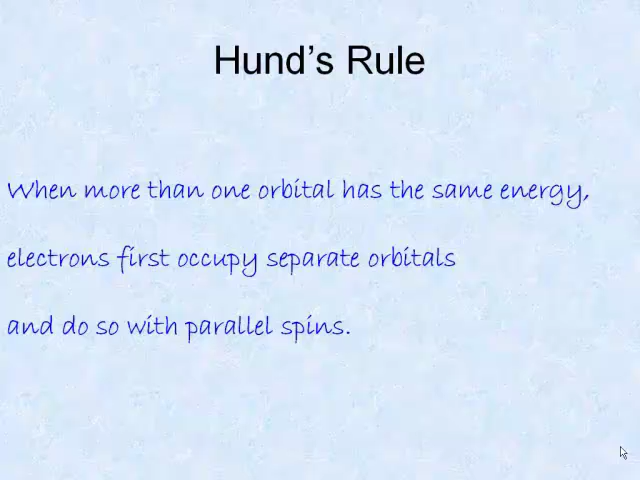 Hund’s Rule
When more than one orbital has the same energy,
electrons first occupy separate orbitals
and do so with parallel spins.